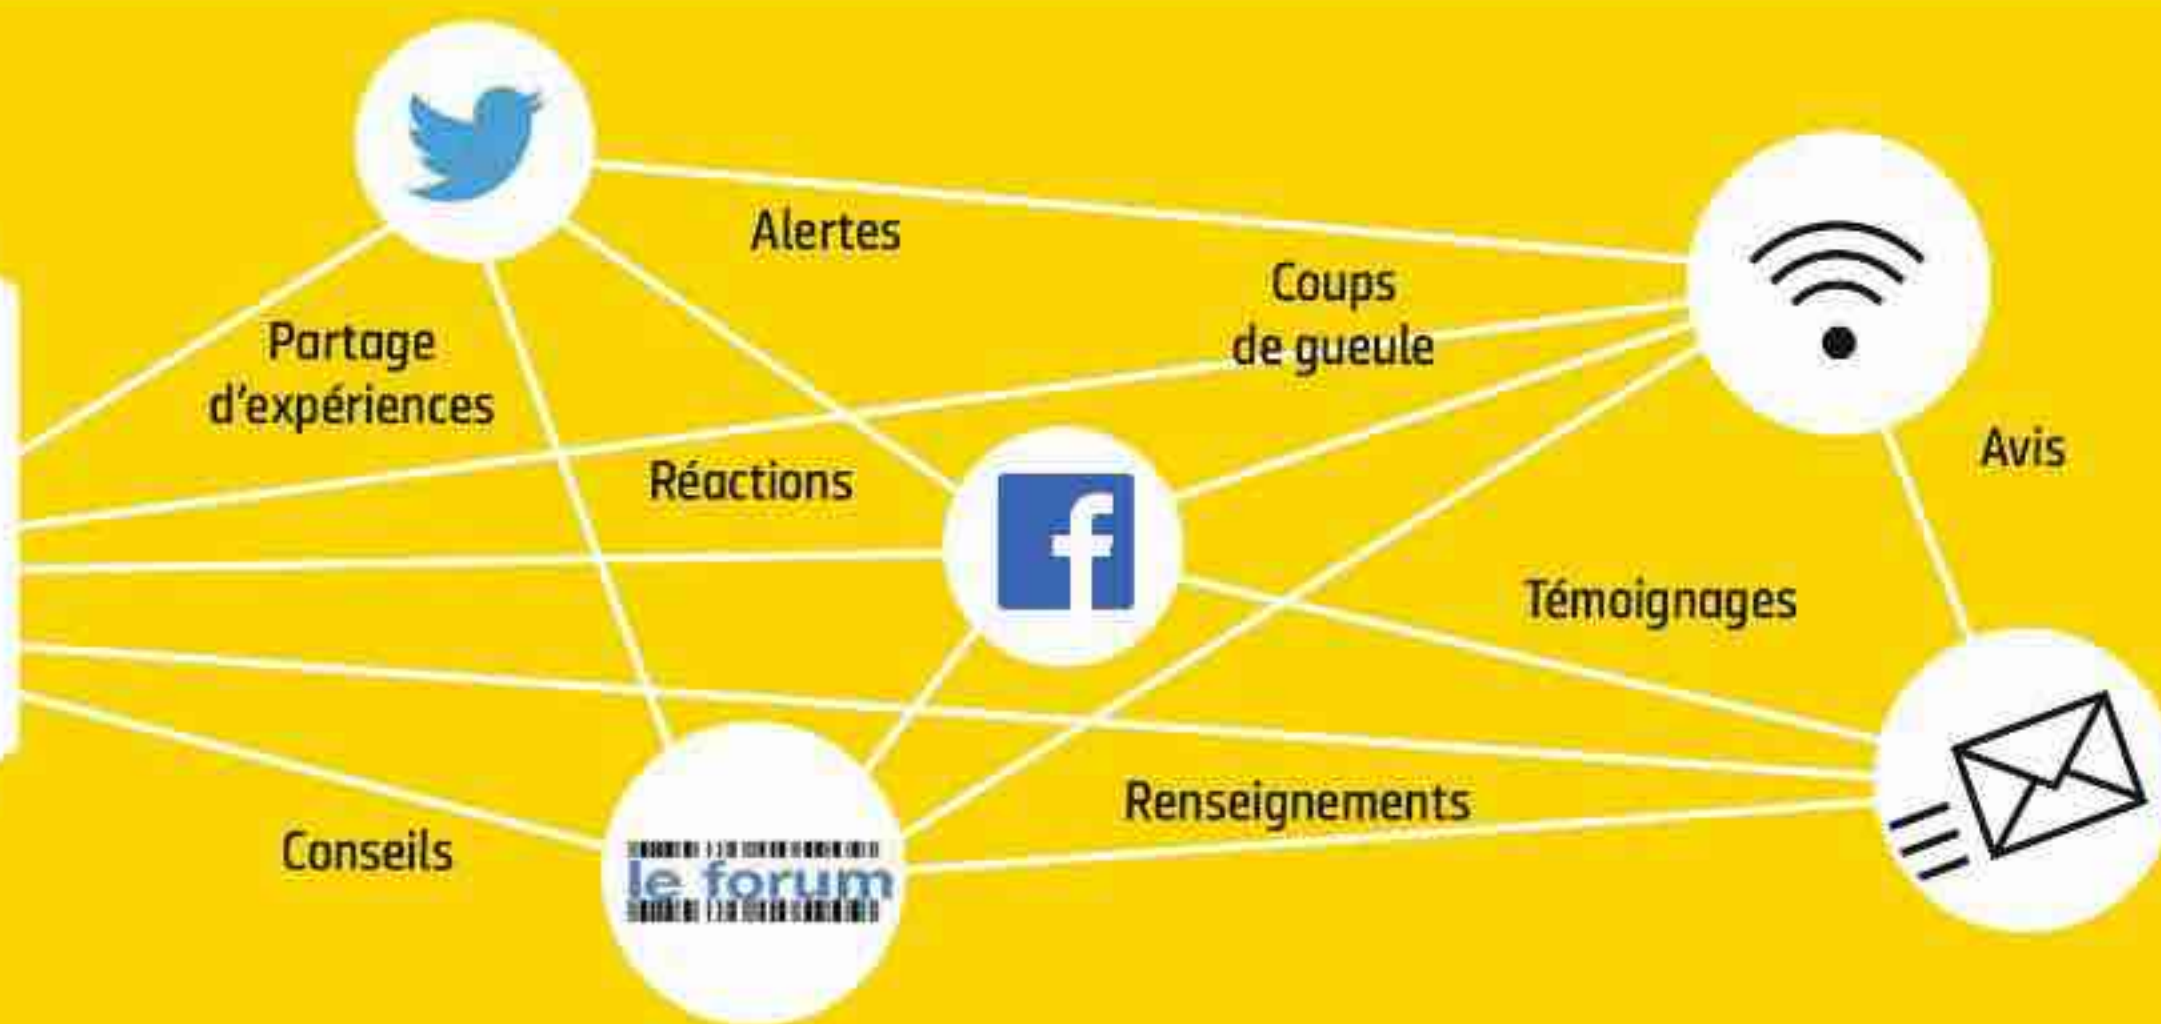 Alertes
Coups
de gueule
Partage
d'expériences
Réactions
Avis
Témoignages
Renseignements
Conseils
le forum